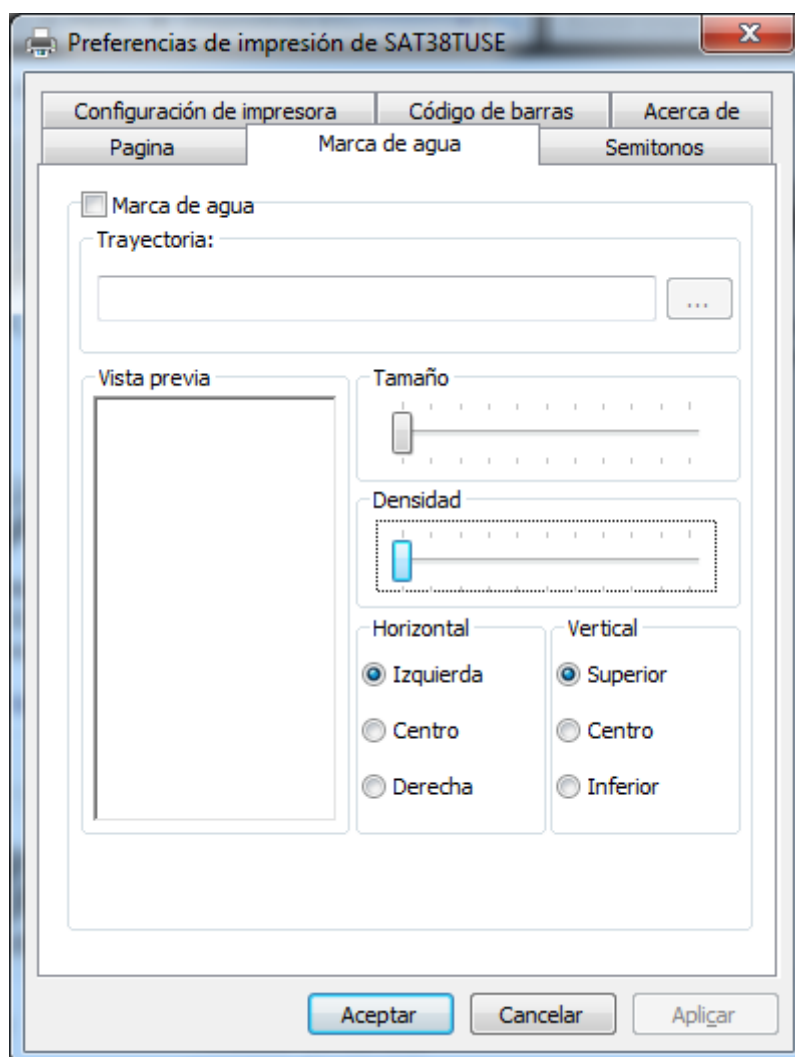 Preferencias de impresión de SAT38TUSE
Configuración de impresora Código de barras Acerca de
Pagina Marca de agua Semitonos
Marca de agua
Trayectoria:
...
Vista previa Tamaño
Densidad
Horizontal Vertical
Izquierda Superior
Centro Centro
Derecha Inferior
Aceptar Cancelar Aplicar